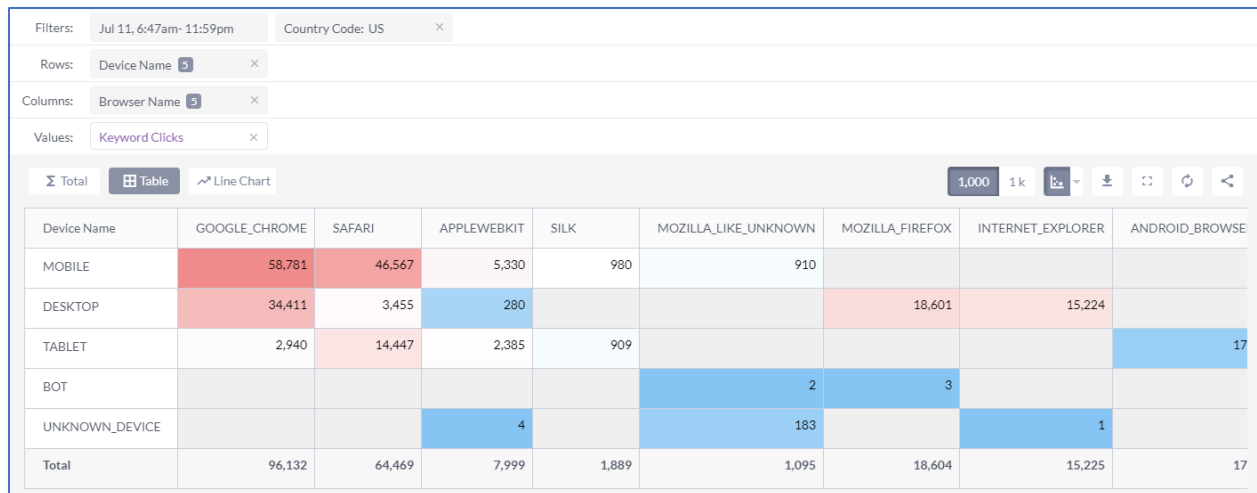 Filters: Jul 11, 6:47am- 11:59pm Country Code: US ×
Rows: Device Name 5 ×
Columns: Browser Name 5 ×
Values: Keyword Clicks ×
Σ Total Table Line Chart 1,000 1 k
Device Name GOOGLE_CHROME SAFARI APPLEWEBKIT SILK MOZILLA_LIKE_UNKNOWN MOZILLA_FIREFOX INTERNET_EXPLORER ANDROID_BROWSE
MOBILE 58,781 46,567 5,330 980 910
DESKTOP 34,411 3,455 280 18,601 15,224
TABLET 2,940 14,447 2,385 909 17
BOT 2 3
UNKNOWN_DEVICE 4 183 1
Total 96,132 64,469 7,999 1,889 1,095 18,604 15,225 17